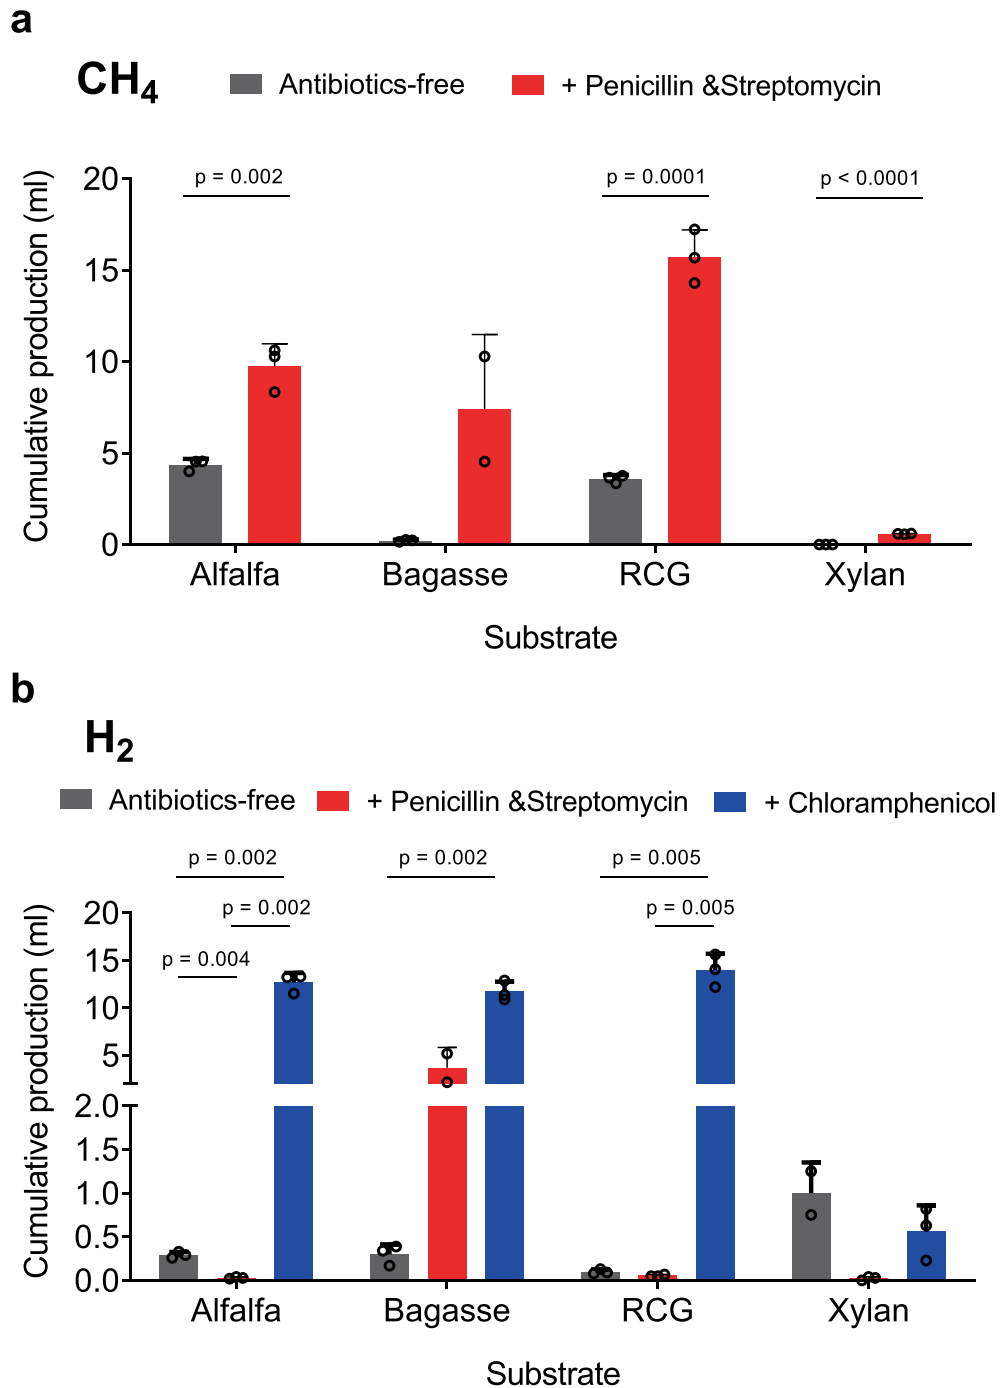 a
CH4
Antibiotics-free
+ Penicillin &Streptomycin
p = 0.002
p = 0.0001
p < 0.0001
Cumulative production (ml)
20
15
10
5
0
Alfalfa
Bagasse
RCG
Xylan
Substrate
b
H2
Antibiotics-free
+ Penicillin &Streptomycin
+ Chloramphenicol
p = 0.002
p = 0.002
p = 0.005
p = 0.002
p = 0.005
p = 0.004
Cumulative production (ml)
20
15
10
5
2.0
1.5
1.0
0.5
0.0
Alfalfa
Bagasse
RCG
Xylan
Substrate